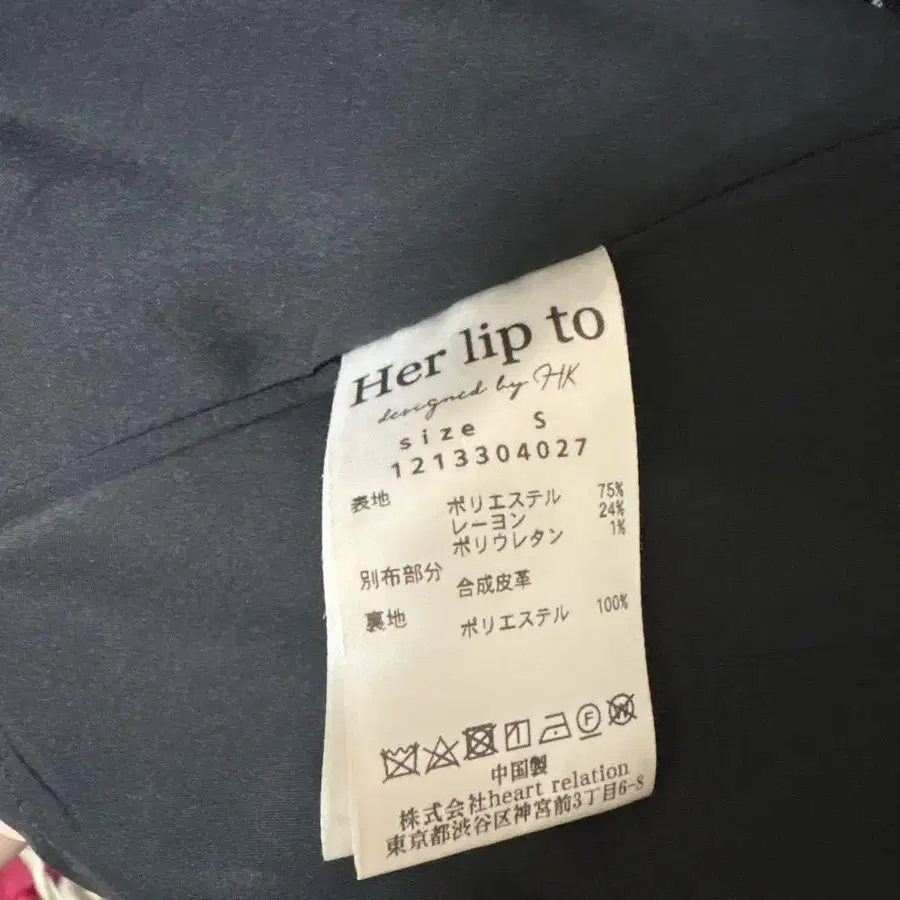 Her lip to
designed by HK
size S
1213304027
表地 ポリエステル 75%
レーヨン 24%
ポリウレタン 1%
別布部分 合成皮革
裏地 ポリエステル 100%
F W
中国製
株式会社heart relation
東京都渋谷区神宮前3丁目6-8